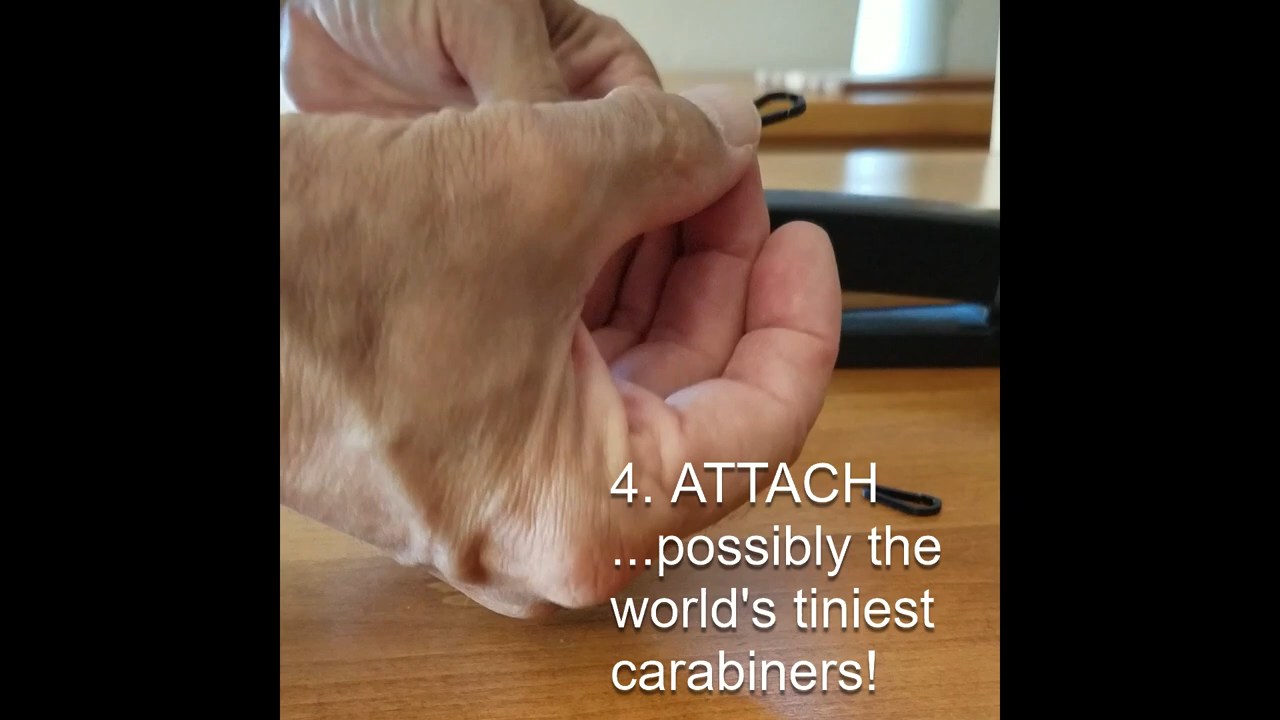 4. ATTACH
...possibly the
world's tiniest
carabiners!